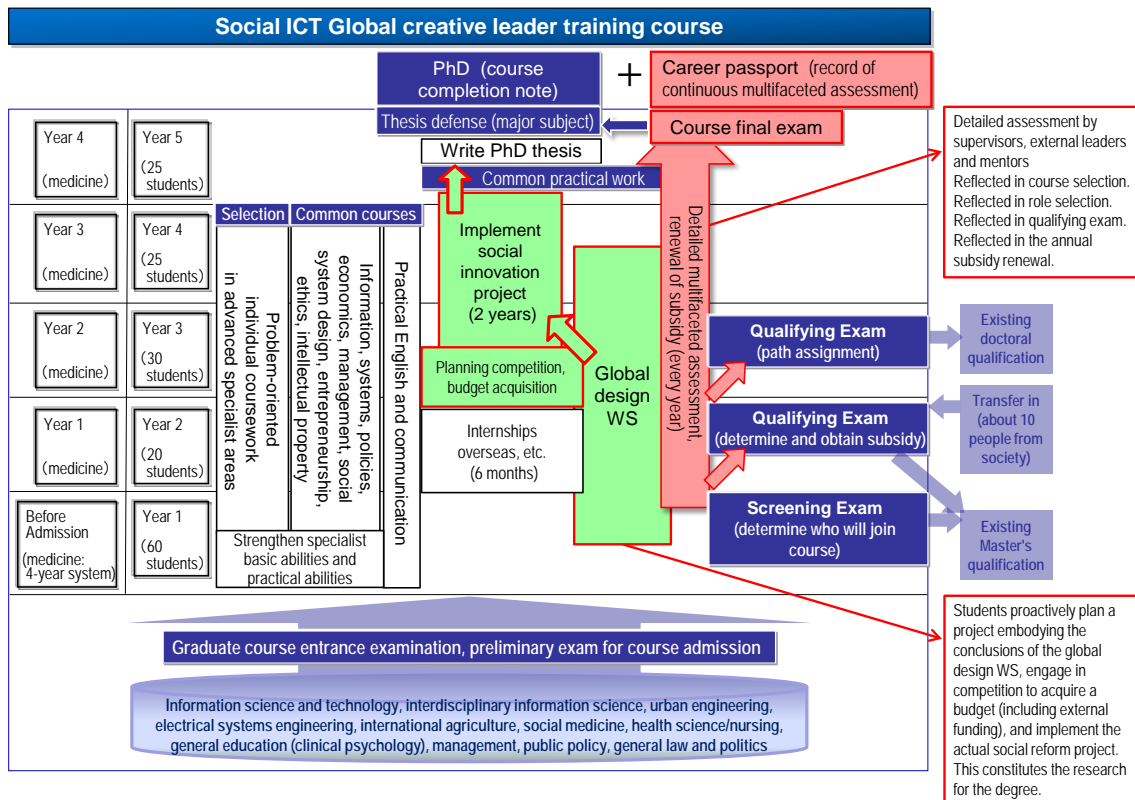 Social ICT Global creative leader training course
PhD (course
completion note)
+
Career passport (record of
continuous multifaceted assessment)
Thesis defense (major subject)
Course final exam
Write PhD thesis
Common practical work
Year 4
(medicine)
Year 5
(25
students)
Year 3
(medicine)
Year 4
(25
students)
Year 2
(medicine)
Year 3
(30
students)
Year 1
(medicine)
Year 2
(20
students)
Before
Admission
(medicine:
4-year system)
Year 1
(60
students)
Selection
Common courses
Problem-oriented
individual coursework
in advanced specialist areas
Information, systems, policies,
economics, management, social
system design, entrepreneurship,
ethics, intellectual property
Practical English and communication
Strengthen specialist
basic abilities and
practical abilities
Implement
social
innovation
project
(2 years)
Planning competition,
budget acquisition
Internships
overseas, etc.
(6 months)
Global
design
WS
Detailed multifaceted assessment,
renewal of subsidy (every year)
Qualifying Exam
(path assignment)
Qualifying Exam
(determine and obtain subsidy)
Screening Exam
(determine who will join
course)
Existing
doctoral
qualification
Transfer in
(about 10
people from
society)
Existing
Master's
qualification
Detailed assessment by
supervisors, external leaders
and mentors
Reflected in course selection.
Reflected in role selection.
Reflected in qualifying exam.
Reflected in the annual
subsidy renewal.
Students proactively plan a
project embodying the
conclusions of the global
design WS, engage in
competition to acquire a
budget (including external
funding), and implement the
actual social reform project.
This constitutes the research
for the degree.
Graduate course entrance examination, preliminary exam for course admission
Information science and technology, interdisciplinary information science, urban engineering,
electrical systems engineering, international agriculture, social medicine, health science/nursing,
general education (clinical psychology), management, public policy, general law and politics